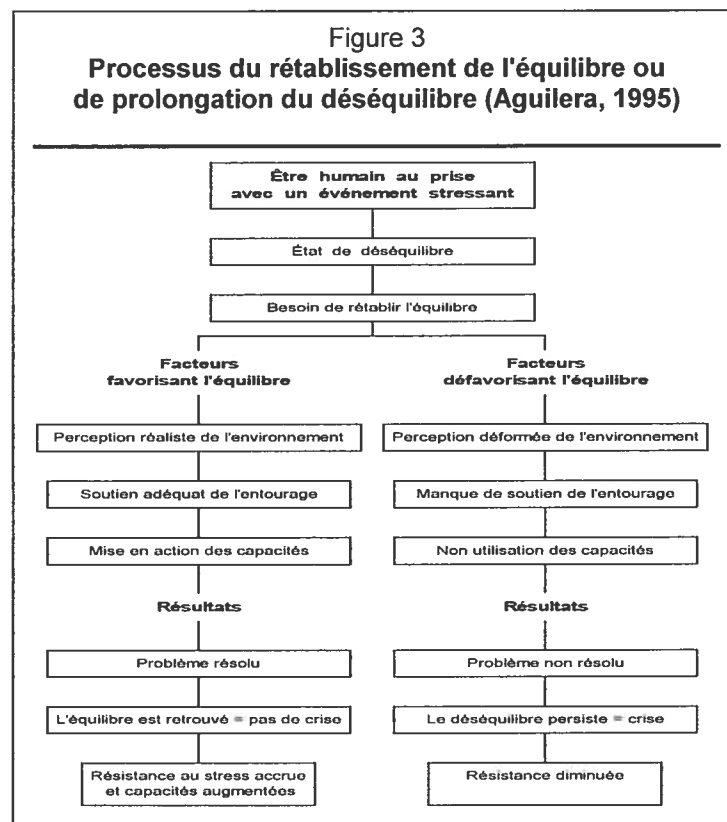 Figure 3
Processus du rétablissement de l'équilibre ou
de prolongation du déséquilibre (Aguilera, 1995)
Être humain au prise
avec un événement stressant
État de déséquilibre
Besoin de rétablir l'équilibre
Facteurs
favorisant l'équilibre
Facteurs
défavorisant l'équilibre
Perception réaliste de l'environnement
Perception déformée de l'environnement
Soutien adéquat de l'entourage
Manque de soutien de l'entourage
Mise en action des capacités
Non utilisation des capacités
Résultats
Résultats
Problème résolu
Problème non résolu
L'équilibre est retrouvé = pas de crise
Le déséquilibre persiste = crise
Résistance au stress accrue
et capacités augmentées
Résistance diminuée